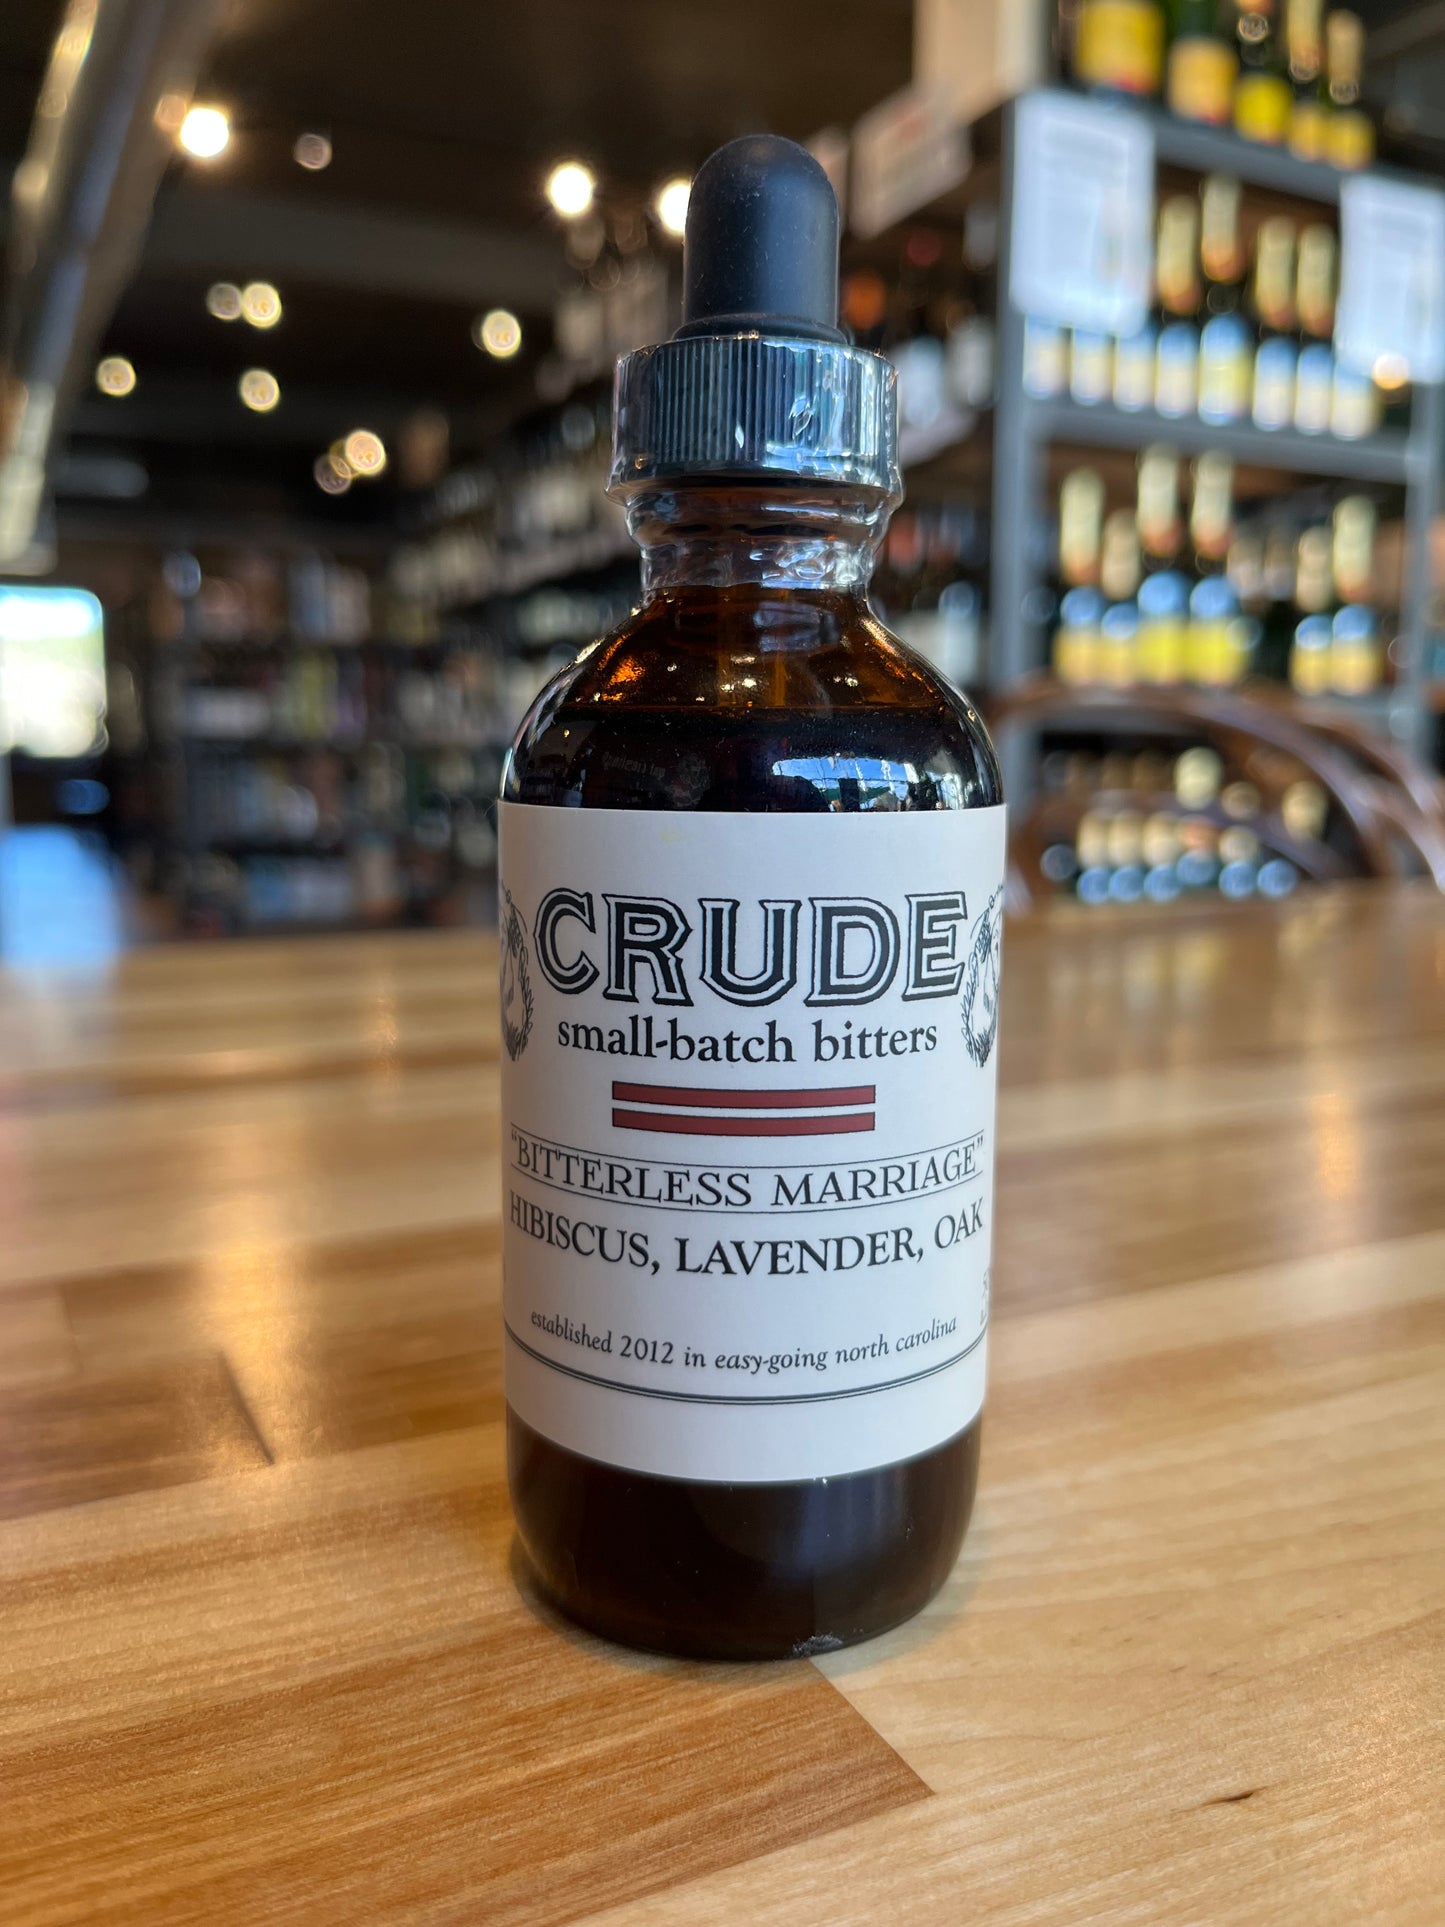 CRUDE
small-batch bitters
"BITTERLESS MARRIAGE"
HIBISCUS, LAVENDER, OAK
established 2012 in easy-going north carolina